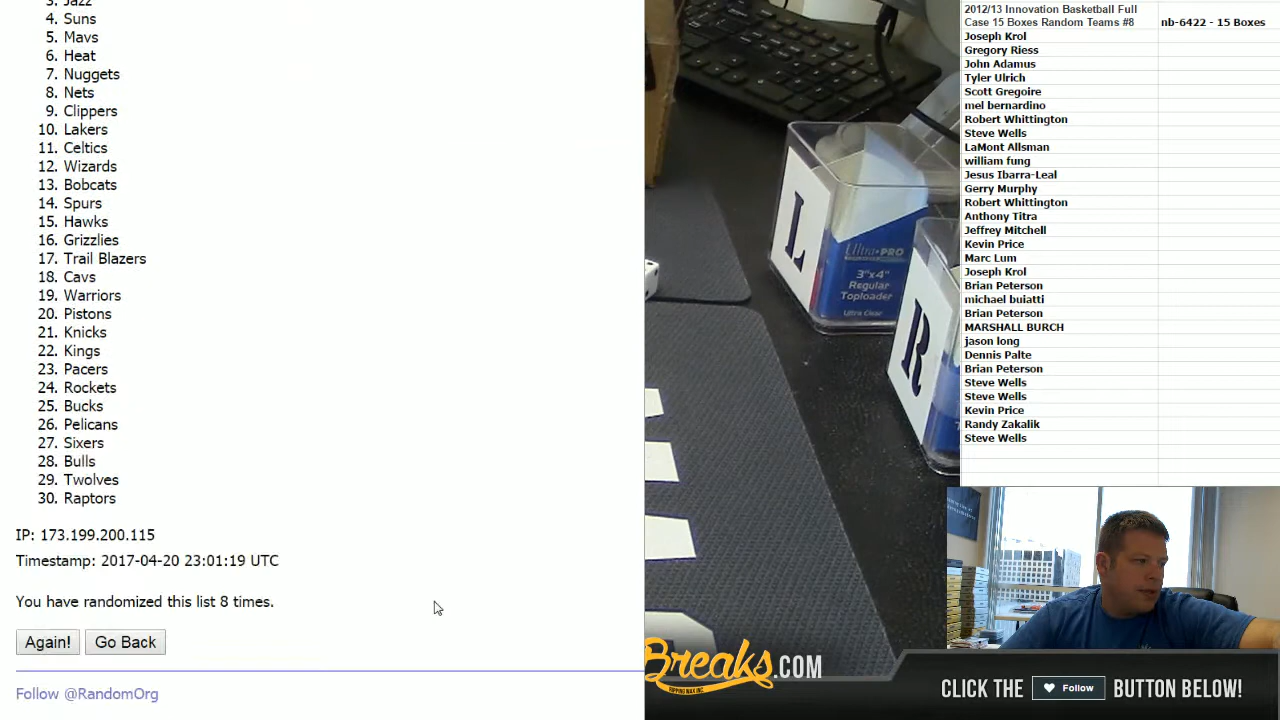 3. Jazz
4. Suns
5. Mavs
6. Heat
7. Nuggets
8. Nets
9. Clippers
10. Lakers
11. Celtics
12. Wizards
13. Bobcats
14. Spurs
15. Hawks
16. Grizzlies
17. Trail Blazers
18. Cavs
19. Warriors
20. Pistons
21. Knicks
22. Kings
23. Pacers
24. Rockets
25. Bucks
26. Pelicans
27. Sixers
28. Bulls
29. Twolves
30. Raptors
IP: 173.199.200.115
Timestamp: 2017-04-20 23:01:19 UTC
You have randomized this list 8 times.
Again! Go Back
Follow @RandomOrg
L
Ultra·PRO
3"x4"
Regular
Toploader
Ultra Clear
R
2012/13 Innovation Basketball Full
Case 15 Boxes Random Teams #8 nb-6422 - 15 Boxes
Joseph Krol
Gregory Riess
John Adamus
Tyler Ulrich
Scott Gregoire
mel bernardino
Robert Whittington
Steve Wells
LaMont Allsman
william fung
Jesus Ibarra-Leal
Gerry Murphy
Robert Whittington
Anthony Titra
Jeffrey Mitchell
Kevin Price
Marc Lum
Joseph Krol
Brian Peterson
michael buiatti
Brian Peterson
MARSHALL BURCH
jason long
Dennis Palte
Brian Peterson
Steve Wells
Steve Wells
Kevin Price
Randy Zakalik
Steve Wells
Breaks.COM
RIPPING WAX INC
CLICK THE Follow BUTTON BELOW!